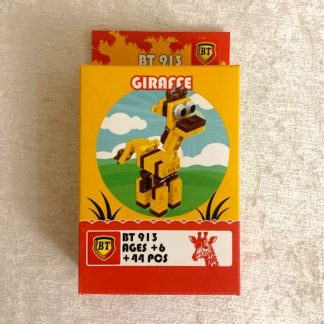 BT 913
BT
GIRAFFE
BT
BT 913
AGES +6
+44 PCS